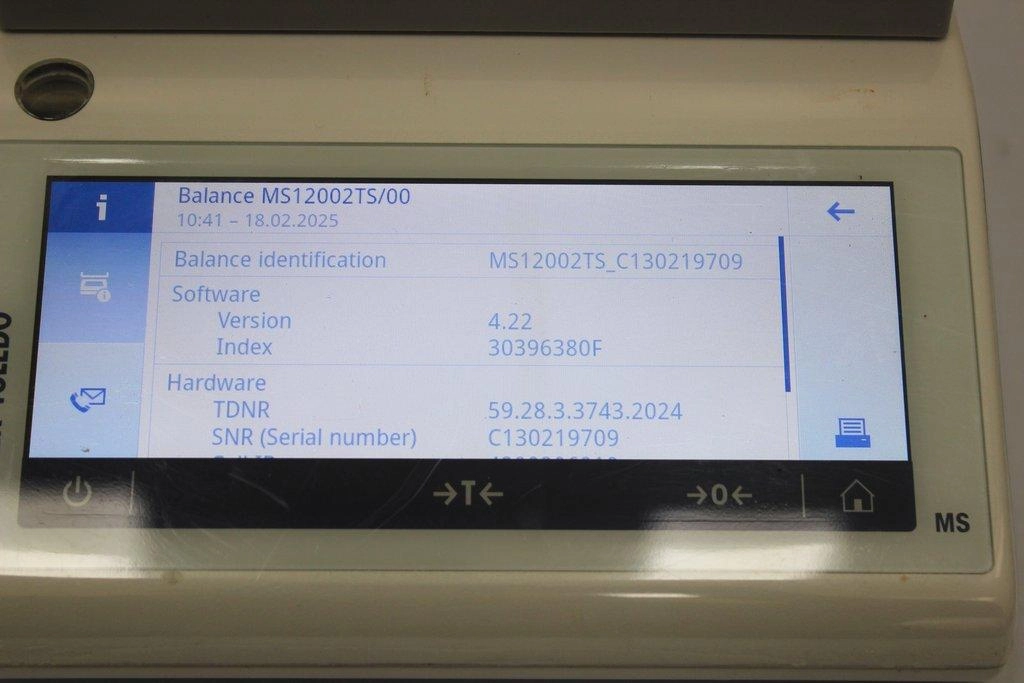 Balance MS12002TS/00
10:41 – 18.02.2025
Balance identification MS12002TS_C130219709
Software
Version 4.22
Index 30396380F
Hardware
TDNR 59.28.3.3743.2024
SNR (Serial number) C130219709
→T← →0←
MS